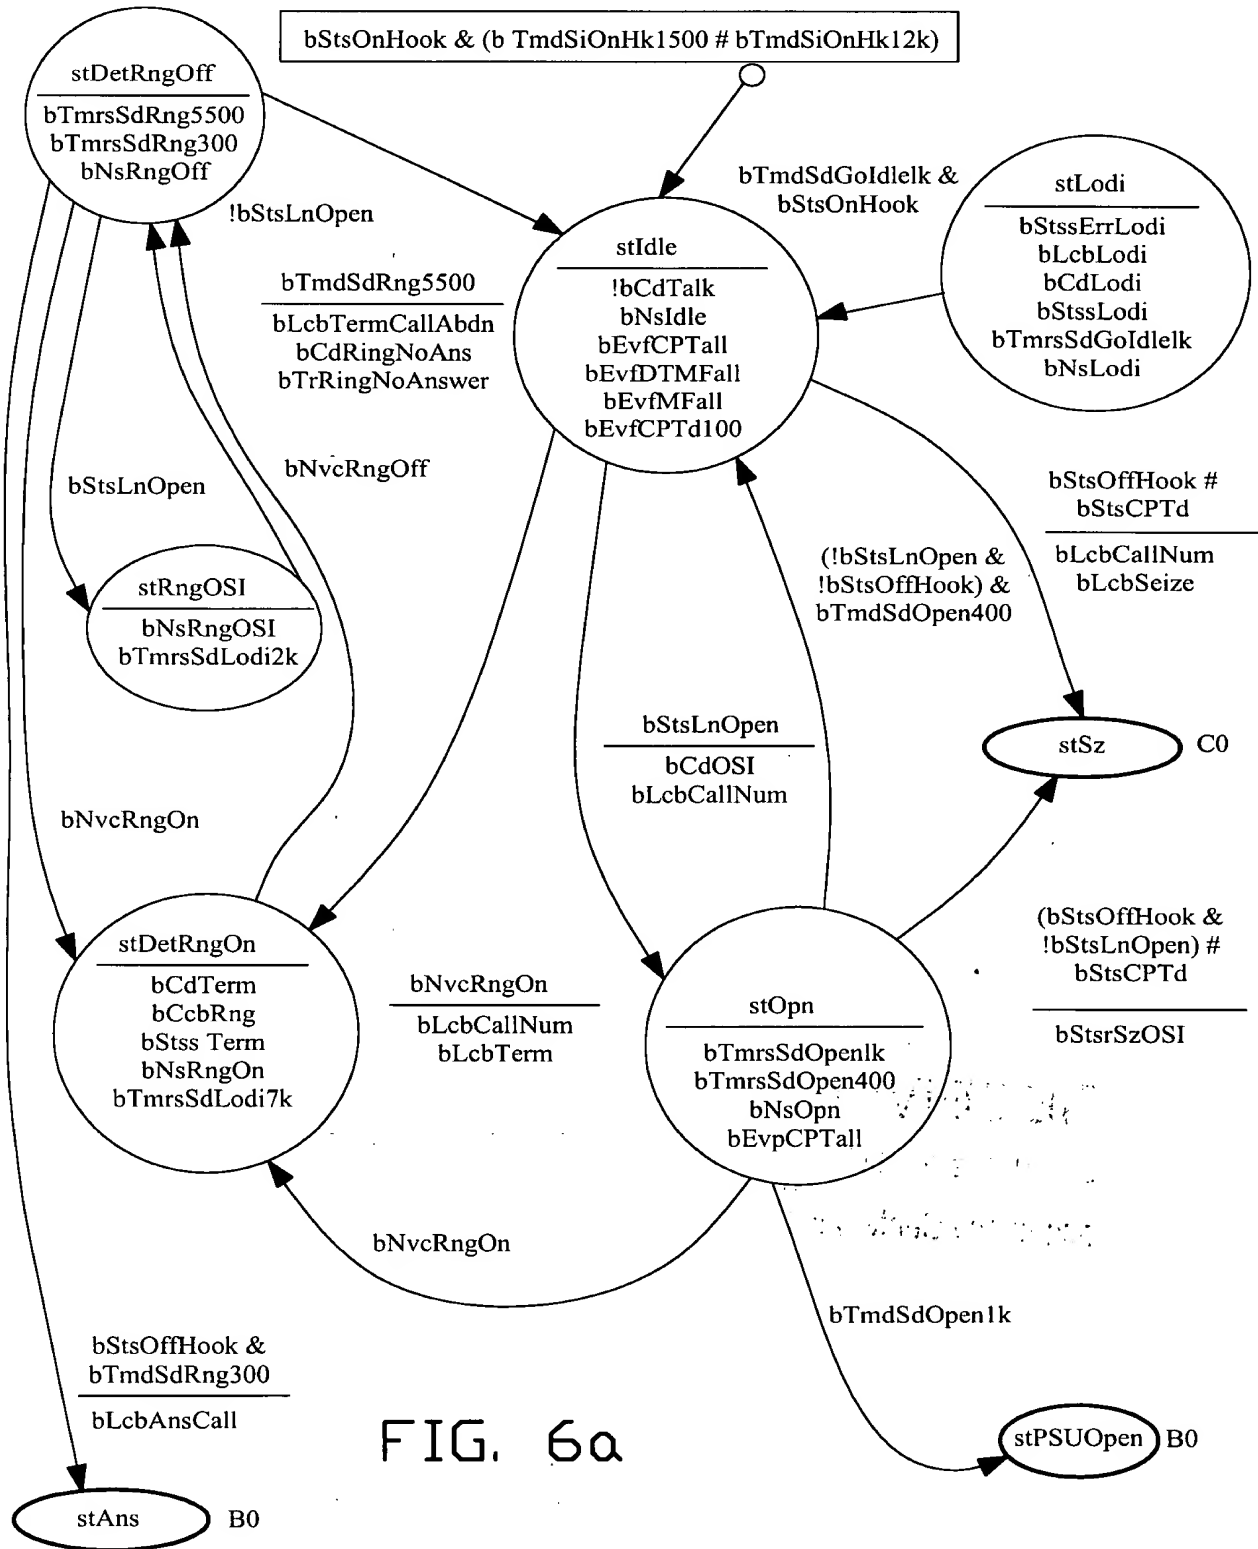 bStsOnHook & (b TmdSiOnHk1500 # bTmdSiOnHk12k)
stDetRngOff
bTmrsSdRng5500
bTmrsSdRng300
bNsRngOff
!bStsLnOpen
bTmdSdRng5500
bLcbTermCallAbdn
bCdRingNoAns
bTrRingNoAnswer
stIdle
!bCdTalk
bNsIdle
bEvfCPTall
bEvfDTMFall
bEvfMFall
bEvfCPTd100
bTmdSdGoIdlelk &
bStsOnHook
stLodi
bStssErrLodi
bLcbLodi
bCdLodi
bStssLodi
bTmrsSdGoIdlelk
bNsLodi
bStsLnOpen
bNvcRngOff
bStsOffHook #
bStsCPTd
bLcbCallNum
bLcbSeize
(!bStsLnOpen &
!bStsOffHook) &
bTmdSdOpen400
stRngOSI
bNsRngOSI
bTmrsSdLodi2k
bStsLnOpen
bCdOSI
bLcbCallNum
stSz
C0
bNvcRngOn
stDetRngOn
bCdTerm
bCcbRng
bStss Term
bNsRngOn
bTmrsSdLodi7k
bNvcRngOn
bLcbCallNum
bLcbTerm
stOpn
bTmrsSdOpenlk
bTmrsSdOpen400
bNsOpn
bEvpCPTall
(bStsOffHook &
!bStsLnOpen) #
bStsCPTd
bStsrSzOSI
bNvcRngOn
bTmdSdOpen1k
bStsOffHook &
bTmdSdRng300
bLcbAnsCall
stPSUOpen
B0
stAns
B0
FIG. 6a